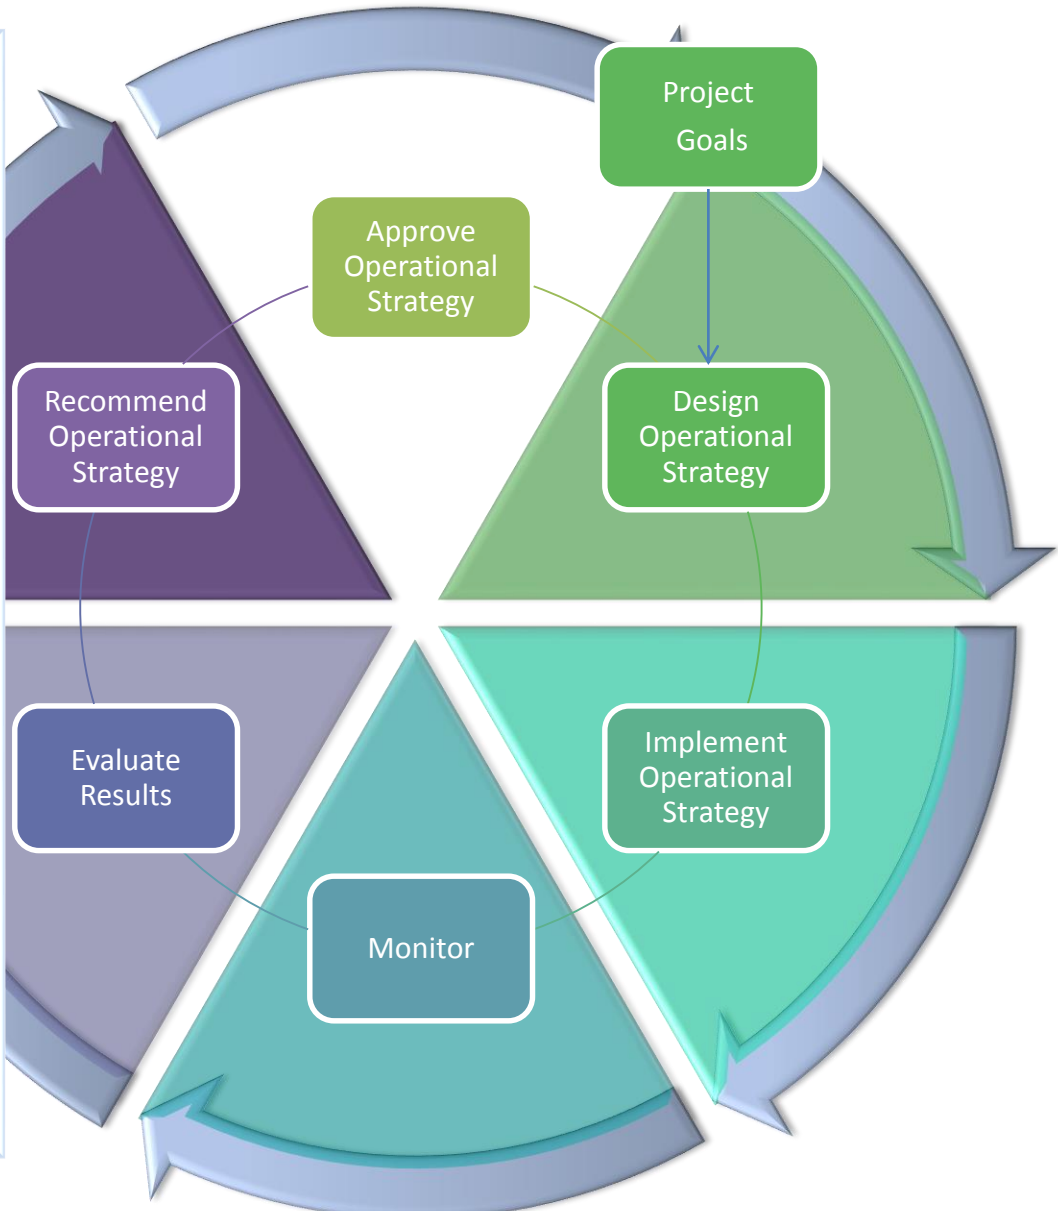 Project
Goals
Approve
Operational
Strategy
Recommend
Operational
Strategy
Design
Operational
Strategy
Evaluate
Results
Implement
Operational
Strategy
Monitor